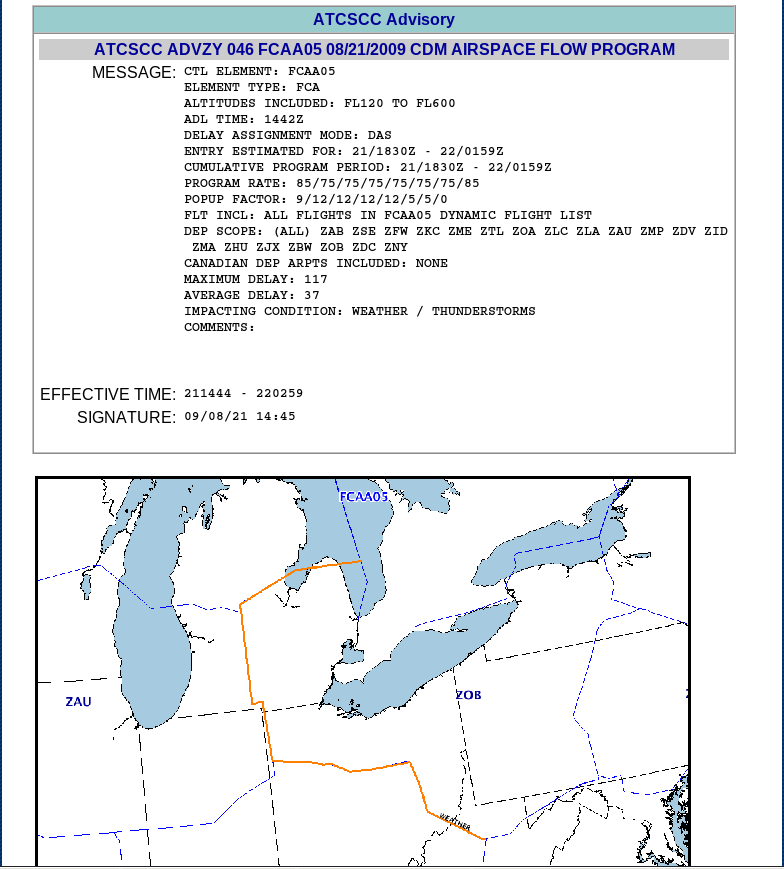 ATCSCC Advisory
ATCSCC ADVZY 046 FCAA05 08/21/2009 CDM AIRSPACE FLOW PROGRAM
MESSAGE: CTL ELEMENT: FCAA05
ELEMENT TYPE: FCA
ALTITUDES INCLUDED: FL120 TO FL600
ADL TIME: 1442Z
DELAY ASSIGNMENT MODE: DAS
ENTRY ESTIMATED FOR: 21/1830Z - 22/0159Z
CUMULATIVE PROGRAM PERIOD: 21/1830Z - 22/0159Z
PROGRAM RATE: 85/75/75/75/75/75/75/85
POPUP FACTOR: 9/12/12/12/12/5/5/0
FLT INCL: ALL FLIGHTS IN FCAA05 DYNAMIC FLIGHT LIST
DEP SCOPE: (ALL) ZAB ZSE ZFW ZKC ZME ZTL ZOA ZLC ZLA ZAU ZMP ZDV ZID
ZMA ZHU ZJX ZBW ZOB ZDC ZNY
CANADIAN DEP ARPTS INCLUDED: NONE
MAXIMUM DELAY: 117
AVERAGE DELAY: 37
IMPACTING CONDITION: WEATHER / THUNDERSTORMS
COMMENTS:
EFFECTIVE TIME: 211444 - 220259
SIGNATURE: 09/08/21 14:45
FCAA05
ZAU
ZOB
WEATHER